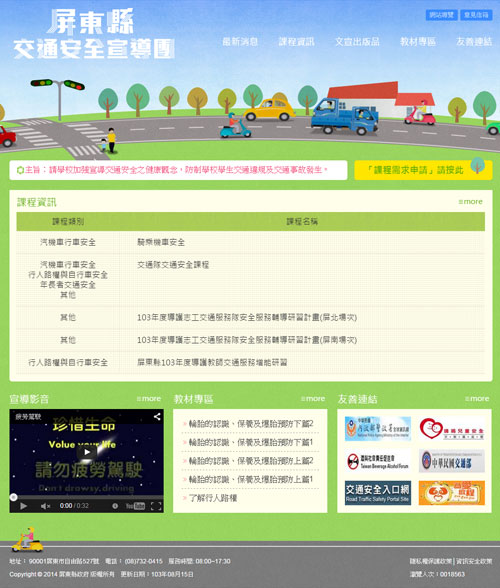 網站導覽 意見信箱
屏東縣
交通安全宣導團
最新消息 課程資訊 文宣出版品 教材專區 友善連結
主旨：請學校加強宣導交通安全之健康觀念，防制學校學生交通違規及交通事故發生。
「課程需求申請」請按此
課程資訊
more
課程類別 課程名稱
汽機車行車安全 騎乘機車安全
汽機車行車安全 交通隊交通安全課程
行人路權與自行車安全
年長者交通安全
其他
其他 103年度導護志工交通服務隊安全服務輔導研習計畫(屏北場次)
其他 103年度導護志工交通服務隊安全服務輔導研習計畫(屏南場次)
行人路權與自行車安全 屏東縣103年度導護教師交通服務增能研習
宣導影音 more
教材專區 more
友善連結 more
疲勞駕駛
珍惜生命
Value your life
請勿疲勞駕駛
Don't drowsy driving
0:00 / 0:32
YouTube
輪胎的認識、保養及爆胎預防下篇2
輪胎的認識、保養及爆胎預防下篇1
輪胎的認識、保養及爆胎預防上篇2
輪胎的認識、保養及爆胎預防上篇1
了解行人路權
內政部警政署
Taiwan Beverage Alcohol Forum
中華民國交通部
交通安全入口網
Road Traffic Safety Portal Site
地址： 90001屏東市自由路527號 電話： (08)732-0415 服務時間: 08:00~17:30
Copyright © 2014 屏東縣政府 版權所有 更新日期：103年08月15日
隱私權保護政策 | 資訊安全政策
瀏覽人次：0018563